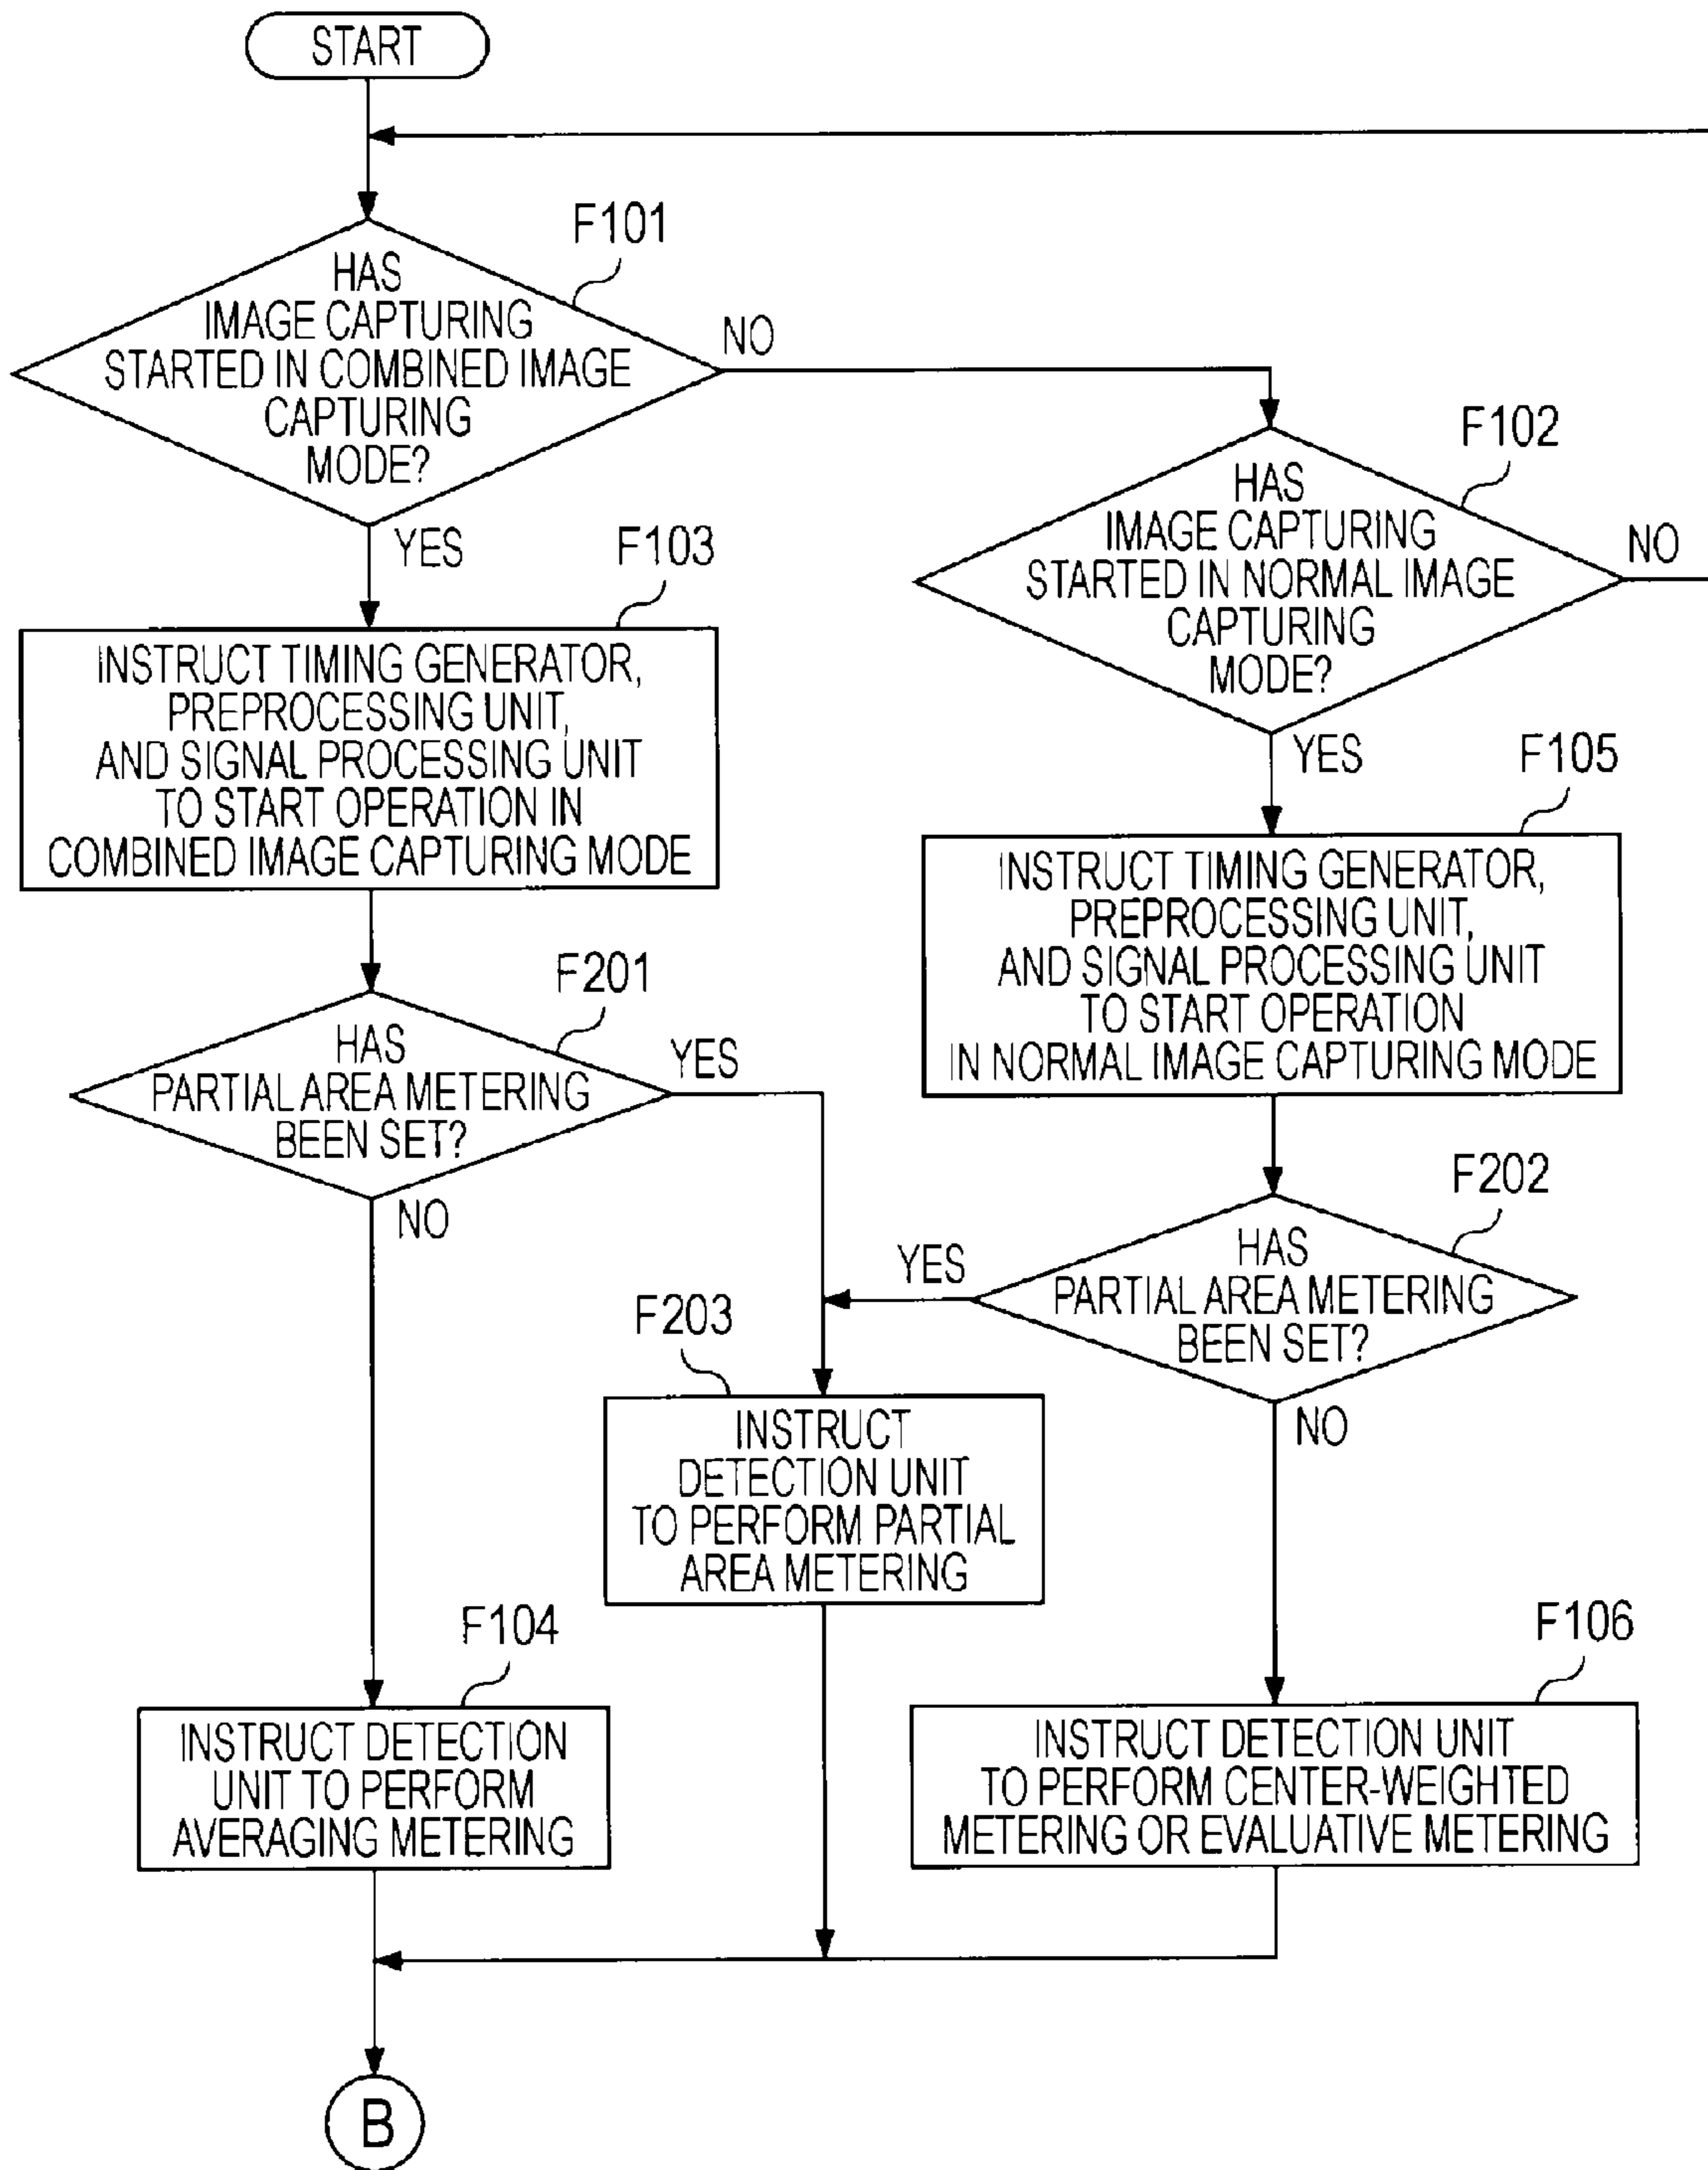 START
F101
HAS
IMAGE CAPTURING
STARTED IN COMBINED IMAGE
CAPTURING
MODE?
NO
YES
F102
HAS
IMAGE CAPTURING
STARTED IN NORMAL IMAGE
CAPTURING
MODE?
NO
YES
F103
INSTRUCT TIMING GENERATOR,
PREPROCESSING UNIT,
AND SIGNAL PROCESSING UNIT
TO START OPERATION IN
COMBINED IMAGE CAPTURING MODE
F105
INSTRUCT TIMING GENERATOR,
PREPROCESSING UNIT,
AND SIGNAL PROCESSING UNIT
TO START OPERATION
IN NORMAL IMAGE CAPTURING MODE
F201
HAS
PARTIAL AREA METERING
BEEN SET?
YES
NO
F202
HAS
PARTIAL AREA METERING
BEEN SET?
YES
NO
F203
INSTRUCT
DETECTION UNIT
TO PERFORM PARTIAL
AREA METERING
F104
INSTRUCT DETECTION
UNIT TO PERFORM
AVERAGING METERING
F106
INSTRUCT DETECTION UNIT
TO PERFORM CENTER-WEIGHTED
METERING OR EVALUATIVE METERING
B